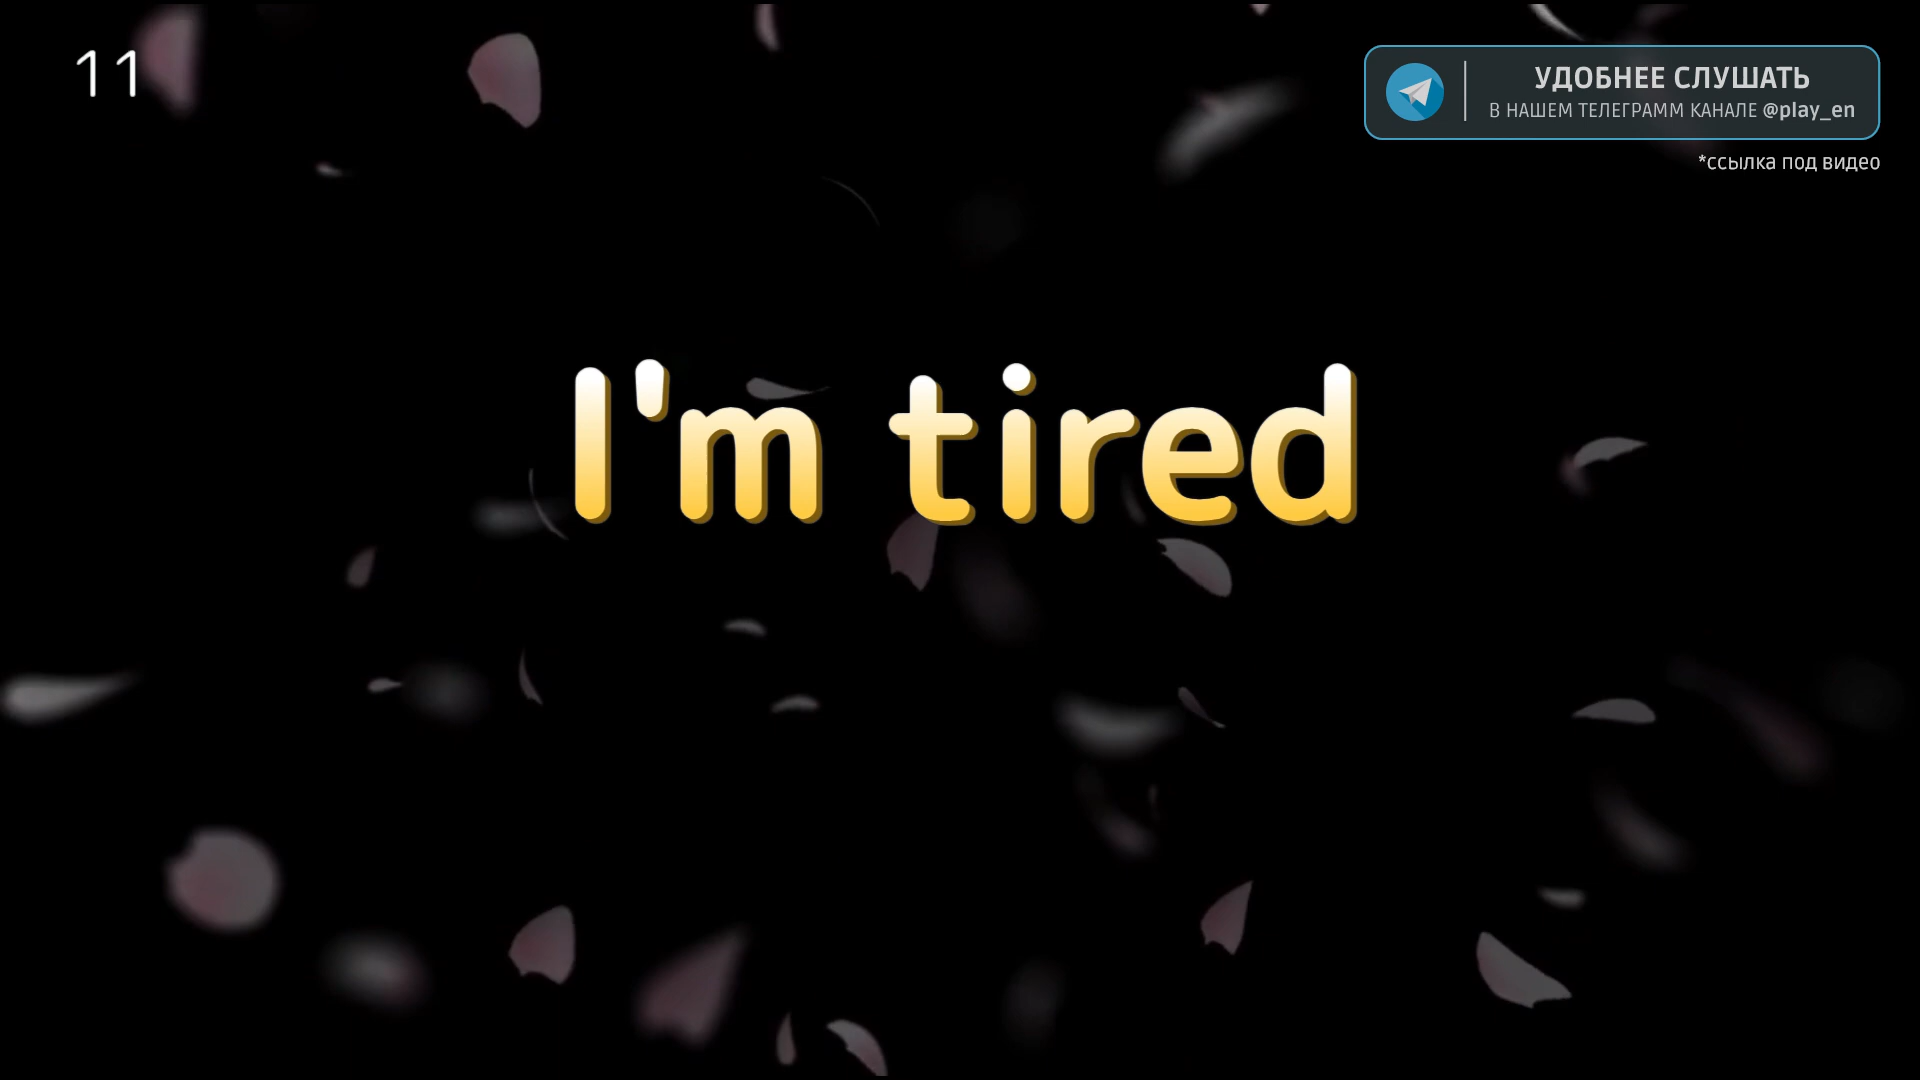 11
УДОБНЕЕ СЛУШАТЬ
В НАШЕМ ТЕЛЕГРАММ КАНАЛЕ @play_en
*ссылка под видео
I'm tired